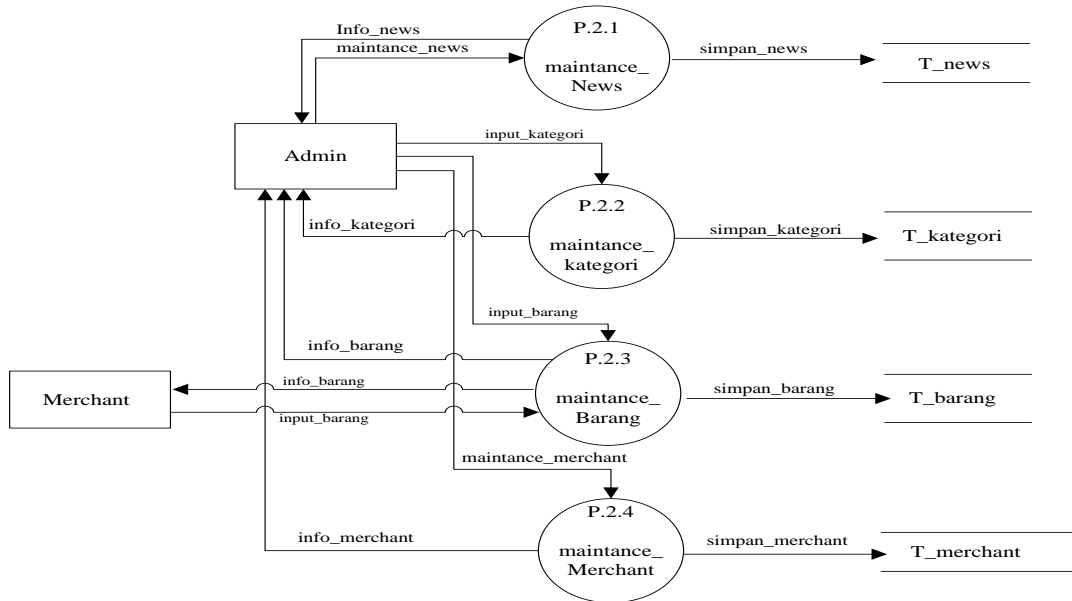 Info_news
P.2.1
maintance_news
simpan_news
maintance_
News
T_news
input_kategori
Admin
P.2.2
info_kategori
simpan_kategori
maintance_
kategori
T_kategori
input_barang
info_barang
P.2.3
info_barang
simpan_barang
Merchant
maintance_
Barang
T_barang
input_barang
maintance_merchant
P.2.4
info_merchant
simpan_merchant
maintance_
Merchant
T_merchant